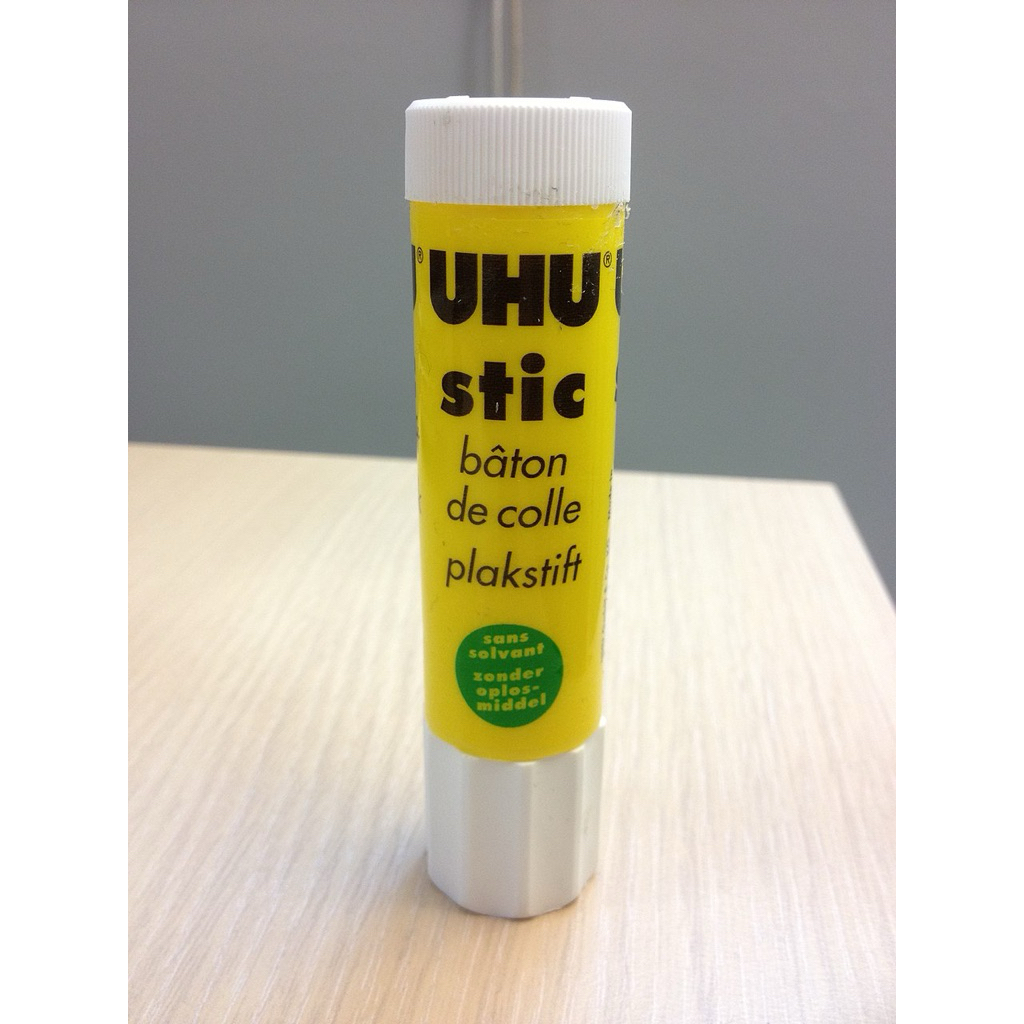 UHU®
stic
bâton
de colle
plakstift
sans
solvant
zonder
oplos-
middel